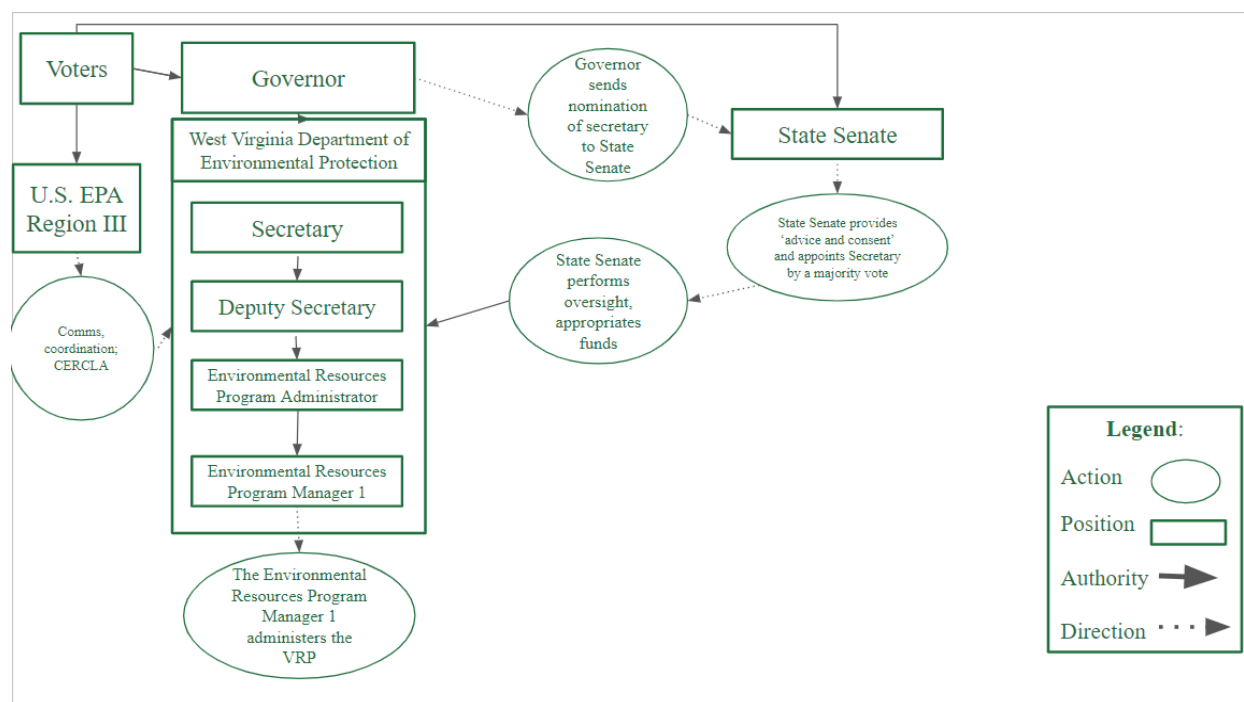 Voters
Governor
Governor
sends
nomination
of secretary
to State
Senate
State Senate
West Virginia Department of
Environmental Protection
U.S. EPA
Region III
Secretary
State Senate provides
‘advice and consent’
and appoints Secretary
by a majority vote
State Senate
performs
oversight,
appropriates
funds
Deputy Secretary
Comms,
coordination;
CERCLA
Environmental Resources
Program Administrator
Environmental Resources
Program Manager 1
The Environmental
Resources Program
Manager 1
administers the
VRP
Legend:
Action
Position
Authority
Direction